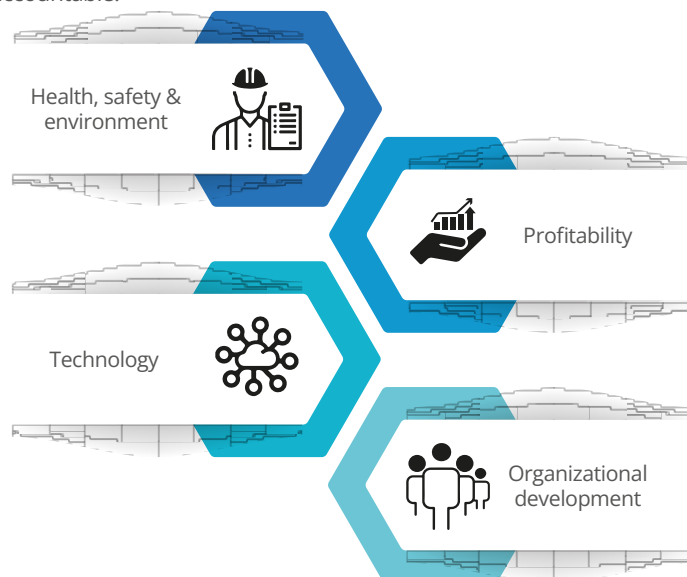 Health, safety &
environment
Profitability
Technology
Organizational
development